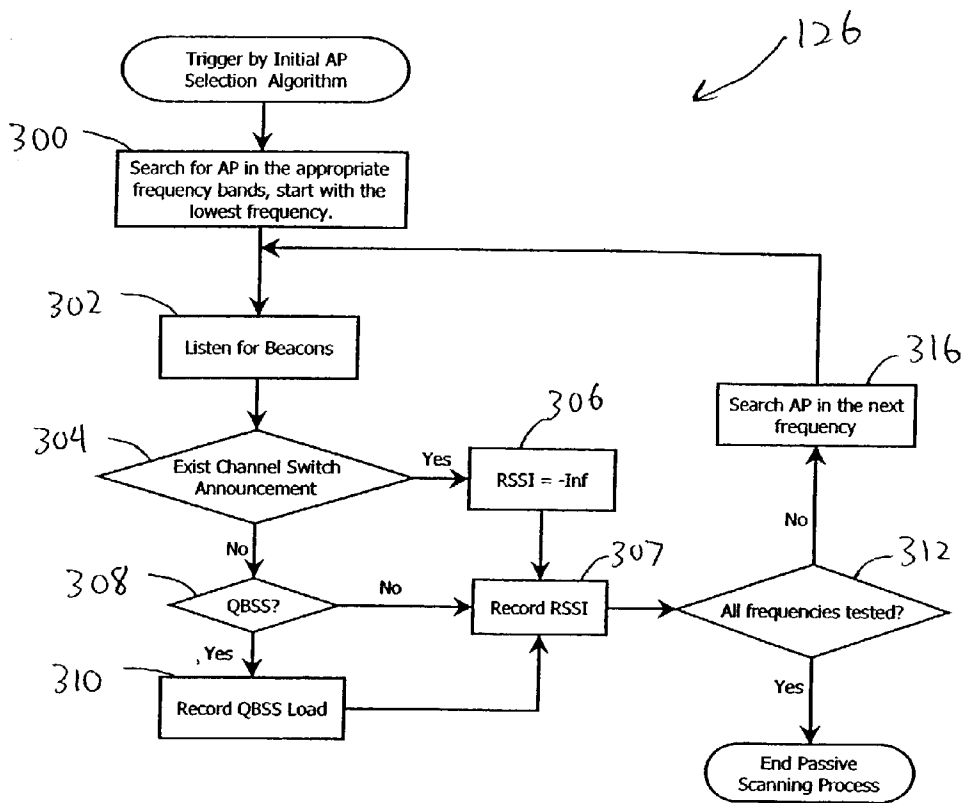 126
Trigger by Initial AP
Selection Algorithm
300
Search for AP in the appropriate
frequency bands, start with the
lowest frequency.
302
Listen for Beacons
316
Search AP in the next
frequency
304
Exist Channel Switch
Announcement
Yes
306
RSSI = -Inf
No
No
308
QBSS?
No
307
Record RSSI
312
All frequencies tested?
Yes
310
Record QBSS Load
Yes
End Passive
Scanning Process